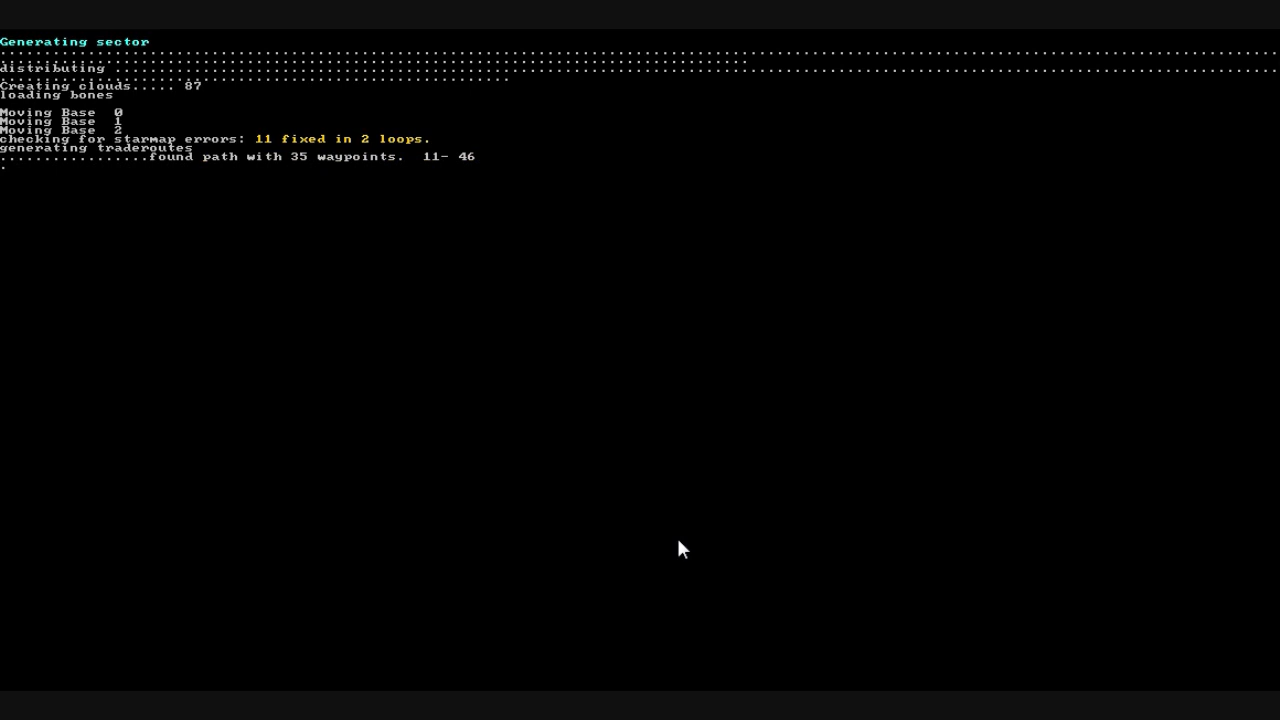 Generating sector
................................................................................................................................................
.....................................................................................
distributing ....................................................................................................................................
..........................................................
Creating clouds..... 87
loading bones
Moving Base  0
Moving Base  1
Moving Base  2
checking for starmap errors: 11 fixed in 2 loops.
generating traderoutes
.................found path with 35 waypoints.  11- 46
.